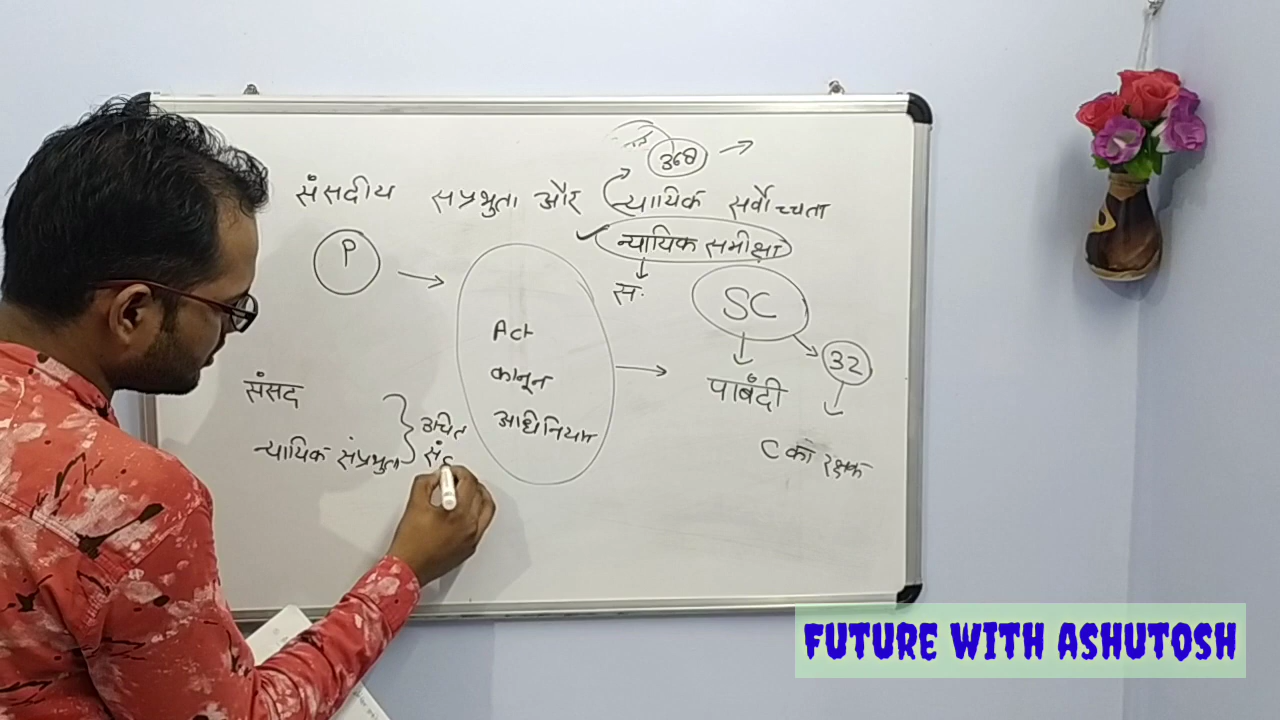 368
संसदीय सप्रभुता और न्यायिक सर्वोच्चता
न्यायिक समीक्षा
P
स.
SC
Act
कानून
अधिनियम
32
पाबंदी
संसद
न्यायिक संप्रभुता
उचित
सं
C का रक्षक
FUTURE WITH ASHUTOSH